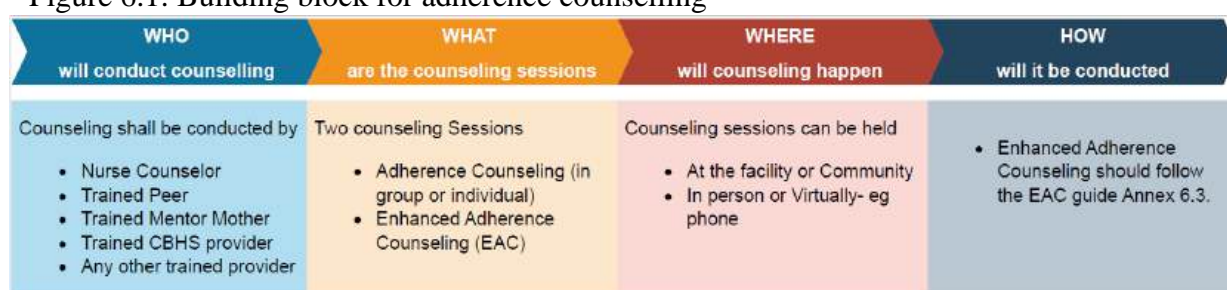 Figure 6.1: Building block for adherence counselling
WHO
will conduct counselling
WHAT
are the counseling sessions
WHERE
will counseling happen
HOW
will it be conducted
Counseling shall be conducted by
• Nurse Counselor
• Trained Peer
• Trained Mentor Mother
• Trained CBHS provider
• Any other trained provider
Two counseling Sessions
• Adherence Counseling (in
group or individual)
• Enhanced Adherence
Counseling (EAC)
Counseling sessions can be held
• At the facility or Community
• In person or Virtually- eg
phone
• Enhanced Adherence
Counseling should follow
the EAC guide Annex 6.3.